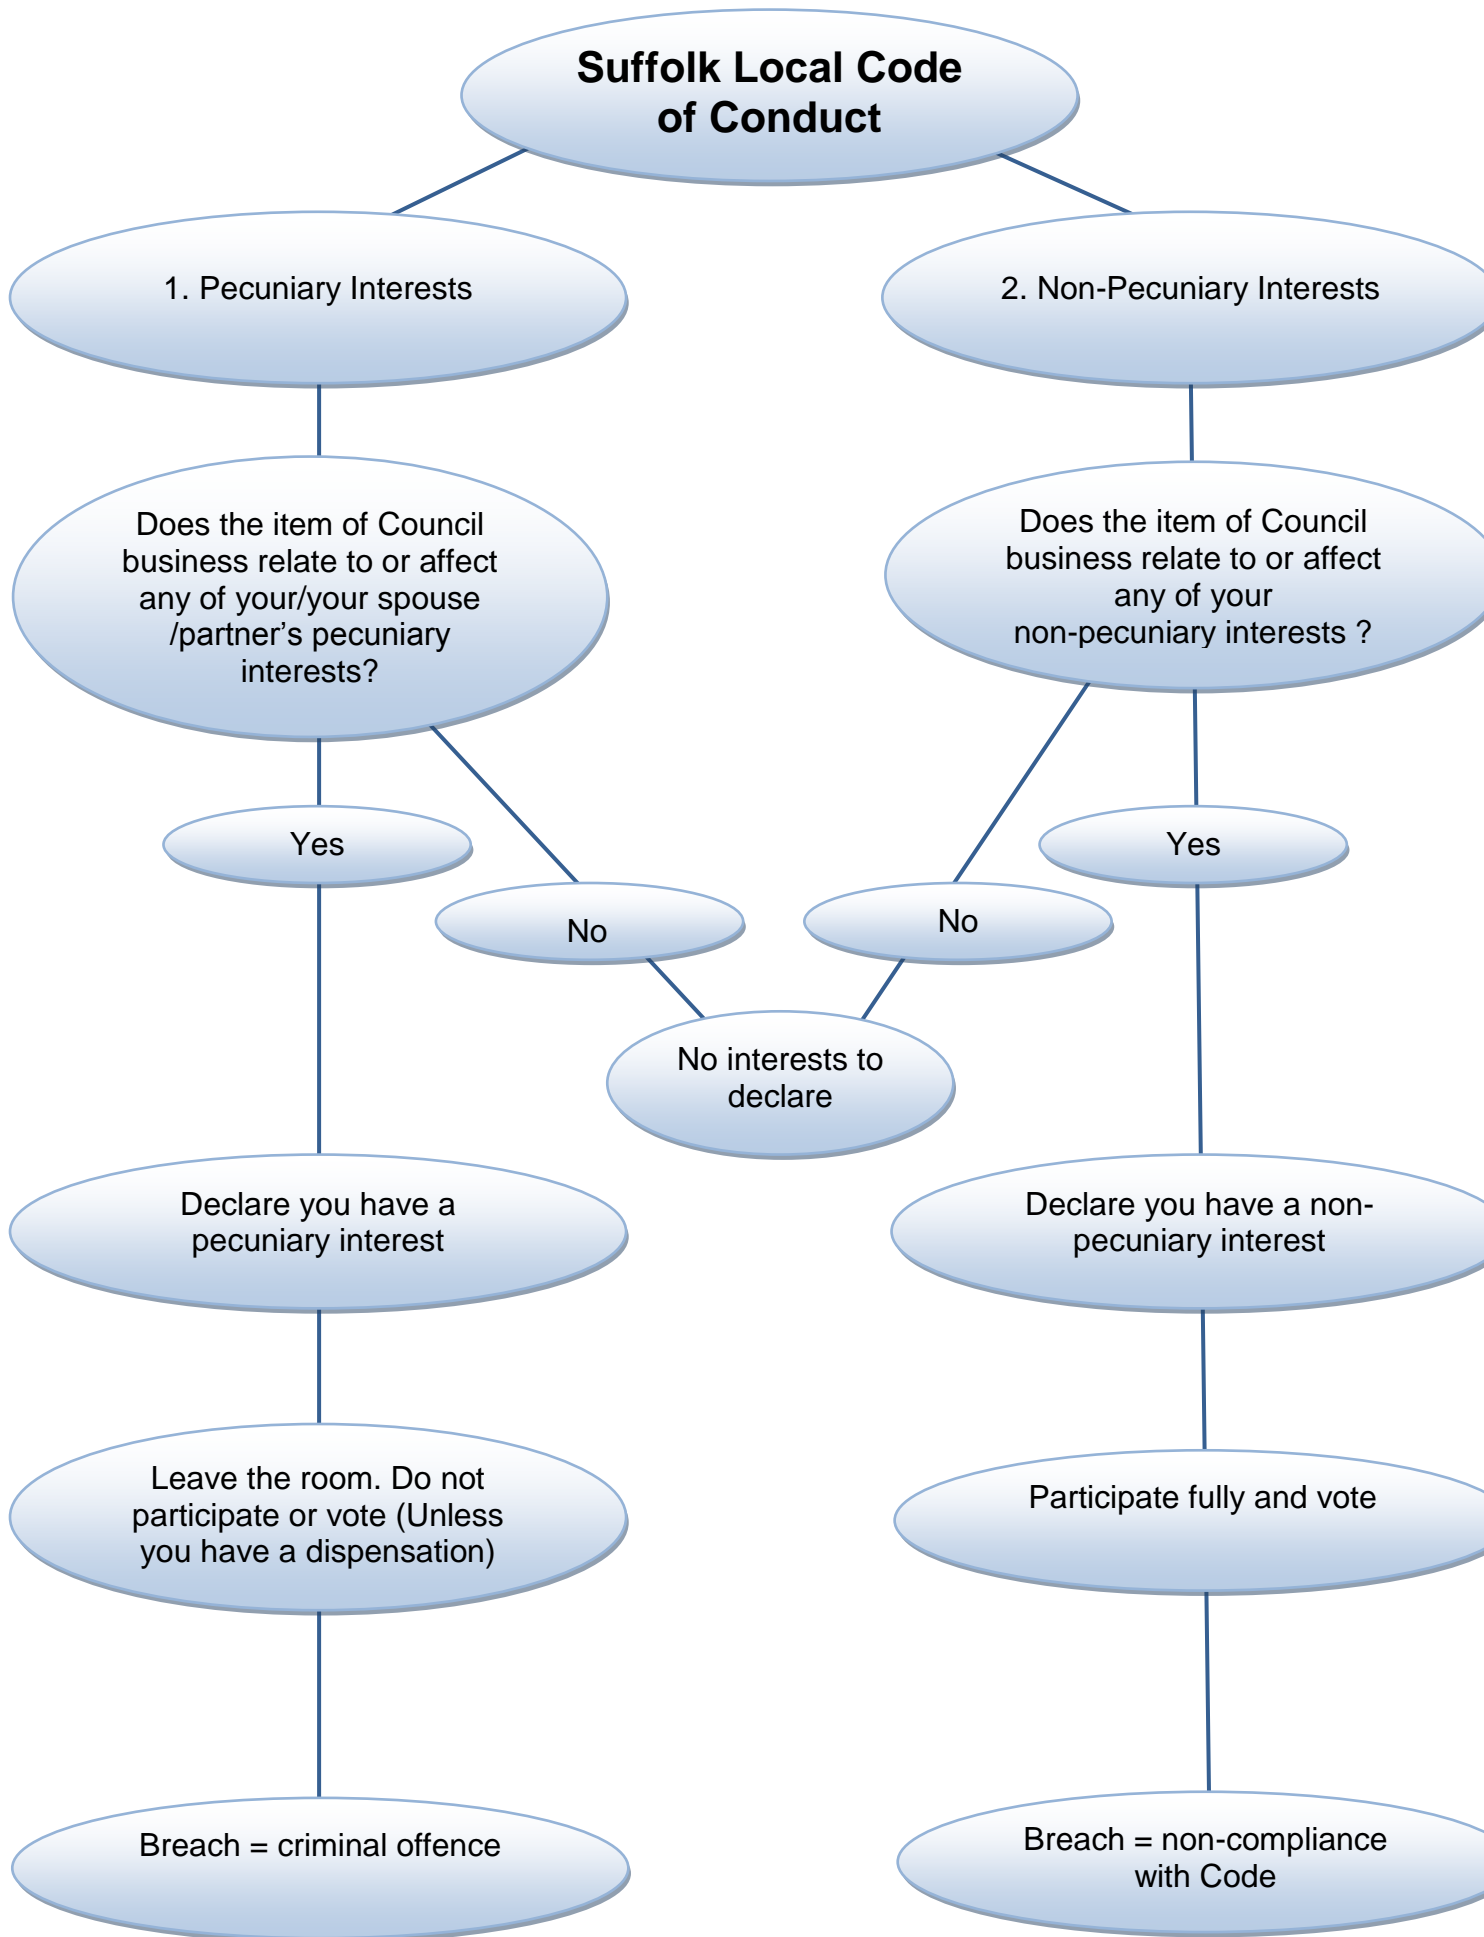 Suffolk Local Code
of Conduct
1. Pecuniary Interests
2. Non-Pecuniary Interests
Does the item of Council
business relate to or affect
any of your/your spouse
/partner’s pecuniary
interests?
Does the item of Council
business relate to or affect
any of your
non-pecuniary interests ?
Yes
No
No
Yes
No interests to
declare
Declare you have a
pecuniary interest
Declare you have a non-
pecuniary interest
Leave the room. Do not
participate or vote (Unless
you have a dispensation)
Participate fully and vote
Breach = criminal offence
Breach = non-compliance
with Code